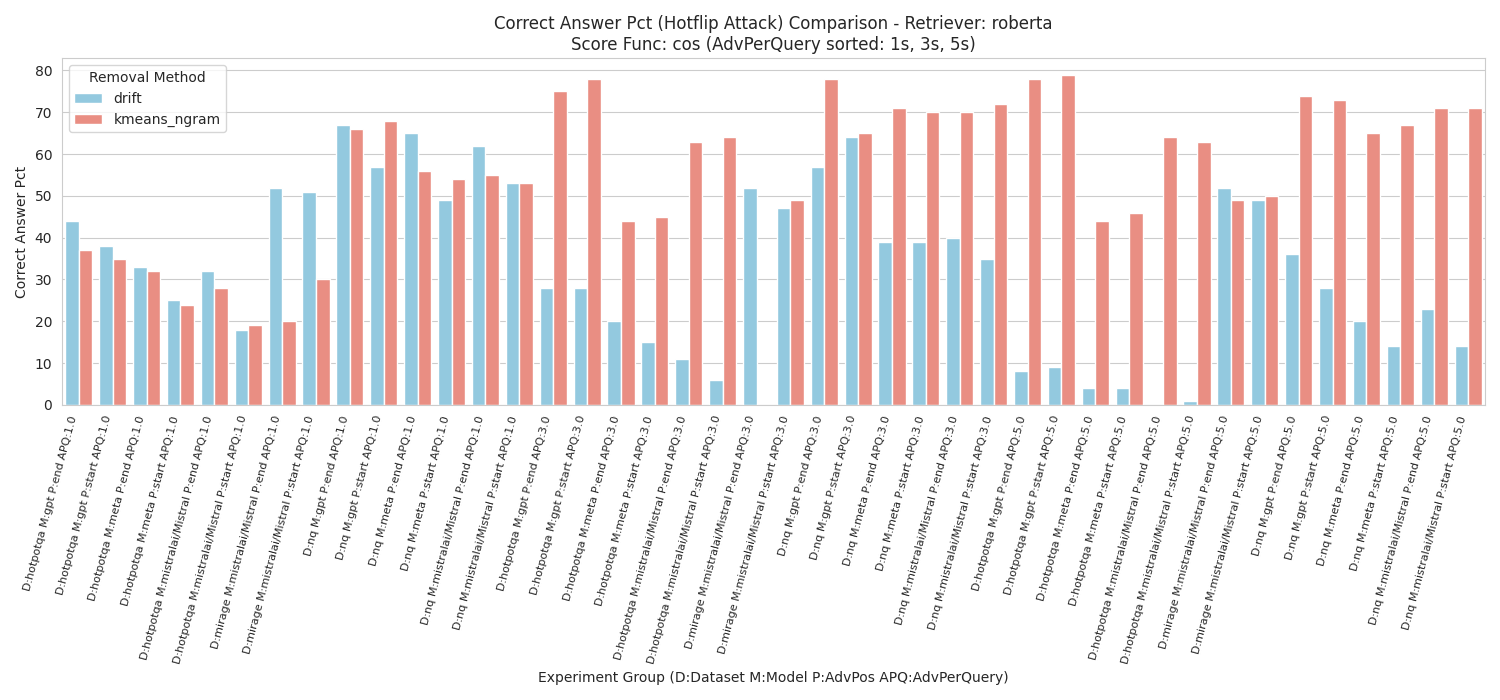 Correct Answer Pct (Hotflip Attack) Comparison - Retriever: roberta
Score Func: cos (AdvPerQuery sorted: 1s, 3s, 5s)
Removal Method
drift
kmeans_ngram
Correct Answer Pct
80
70
60
50
40
30
20
10
0
D:hotpotqa M:gpt P:end APQ:1.0
D:hotpotqa M:gpt P:start APQ:1.0
D:hotpotqa M:meta P:end APQ:1.0
D:hotpotqa M:meta P:start APQ:1.0
D:hotpotqa M:mistralai/Mistral P:end APQ:1.0
D:hotpotqa M:mistralai/Mistral P:start APQ:1.0
D:mirage M:mistralai/Mistral P:end APQ:1.0
D:mirage M:mistralai/Mistral P:start APQ:1.0
D:nq M:gpt P:end APQ:1.0
D:nq M:gpt P:start APQ:1.0
D:nq M:meta P:end APQ:1.0
D:nq M:meta P:start APQ:1.0
D:nq M:mistralai/Mistral P:end APQ:1.0
D:nq M:mistralai/Mistral P:start APQ:1.0
D:hotpotqa M:gpt P:end APQ:3.0
D:hotpotqa M:gpt P:start APQ:3.0
D:hotpotqa M:meta P:end APQ:3.0
D:hotpotqa M:meta P:start APQ:3.0
D:hotpotqa M:mistralai/Mistral P:end APQ:3.0
D:hotpotqa M:mistralai/Mistral P:start APQ:3.0
D:mirage M:mistralai/Mistral P:end APQ:3.0
D:mirage M:mistralai/Mistral P:start APQ:3.0
D:nq M:gpt P:end APQ:3.0
D:nq M:gpt P:start APQ:3.0
D:nq M:meta P:end APQ:3.0
D:nq M:meta P:start APQ:3.0
D:nq M:mistralai/Mistral P:end APQ:3.0
D:nq M:mistralai/Mistral P:start APQ:3.0
D:hotpotqa M:gpt P:end APQ:5.0
D:hotpotqa M:gpt P:start APQ:5.0
D:hotpotqa M:meta P:end APQ:5.0
D:hotpotqa M:meta P:start APQ:5.0
D:hotpotqa M:mistralai/Mistral P:end APQ:5.0
D:hotpotqa M:mistralai/Mistral P:start APQ:5.0
D:mirage M:mistralai/Mistral P:end APQ:5.0
D:mirage M:mistralai/Mistral P:start APQ:5.0
D:nq M:gpt P:end APQ:5.0
D:nq M:gpt P:start APQ:5.0
D:nq M:meta P:end APQ:5.0
D:nq M:meta P:start APQ:5.0
D:nq M:mistralai/Mistral P:end APQ:5.0
D:nq M:mistralai/Mistral P:start APQ:5.0
Experiment Group (D:Dataset M:Model P:AdvPos APQ:AdvPerQuery)